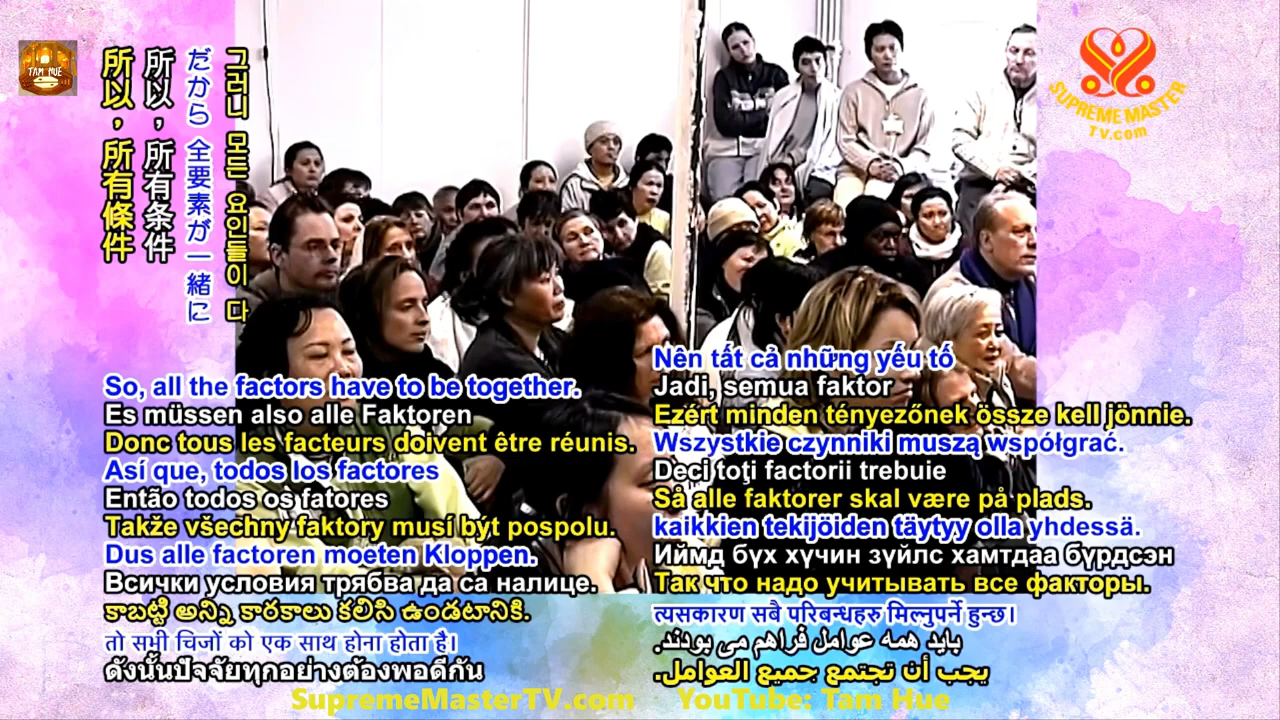 TAM HUE
SUPREME MASTER
TV.com
所以，所有條件
所以，所有条件
だから 全要素が 一緒に
그러니 모든 요인들이 다
So, all the factors have to be together.
Es müssen also alle Faktoren
Donc tous les facteurs doivent être réunis.
Así que, todos los factores
Então todos os fatores
Takže všechny faktory musí být pospolu.
Dus alle factoren moeten Kloppen.
Всички условия трябва да са налице.
కాబట్టి అన్ని కారకాలు కలిసి ఉండటానికి.
तो सभी चिजों को एक साथ होना होता है।
ดังนั้นปัจจัยทุกอย่างต้องพอดีกัน
Nên tất cả những yếu tố
Jadi, semua faktor
Ezért minden tényezőnek össze kell jönnie.
Wszystkie czynniki muszą współgrać.
Deci toţi factorii trebuie
Så alle faktorer skal være på plads.
kaikkien tekijöiden täytyy olla yhdessä.
Иймд бүх хүчин зүйлс хамтдаа бүрдсэн
Так что надо учитывать все факторы.
त्यसकारण सबै परिबन्धहरु मिल्नुपर्ने हुन्छ।
باید همه عوامل فراهم می بودند.
يجب أن تجتمع جميع العوامل.
SupremeMasterTV.com YouTube: Tam Hue